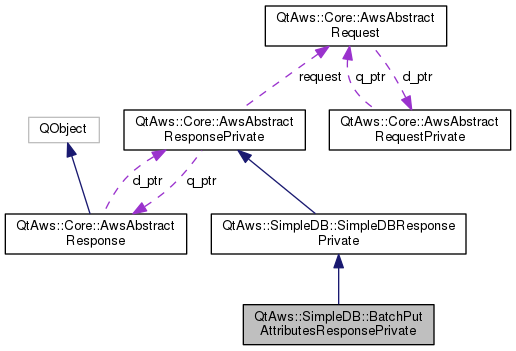 QtAws::Core::AwsAbstract
Request
request
q_ptr
d_ptr
QObject
QtAws::Core::AwsAbstract
ResponsePrivate
QtAws::Core::AwsAbstract
RequestPrivate
d_ptr
q_ptr
QtAws::Core::AwsAbstract
Response
QtAws::SimpleDB::SimpleDBResponse
Private
QtAws::SimpleDB::BatchPut
AttributesResponsePrivate